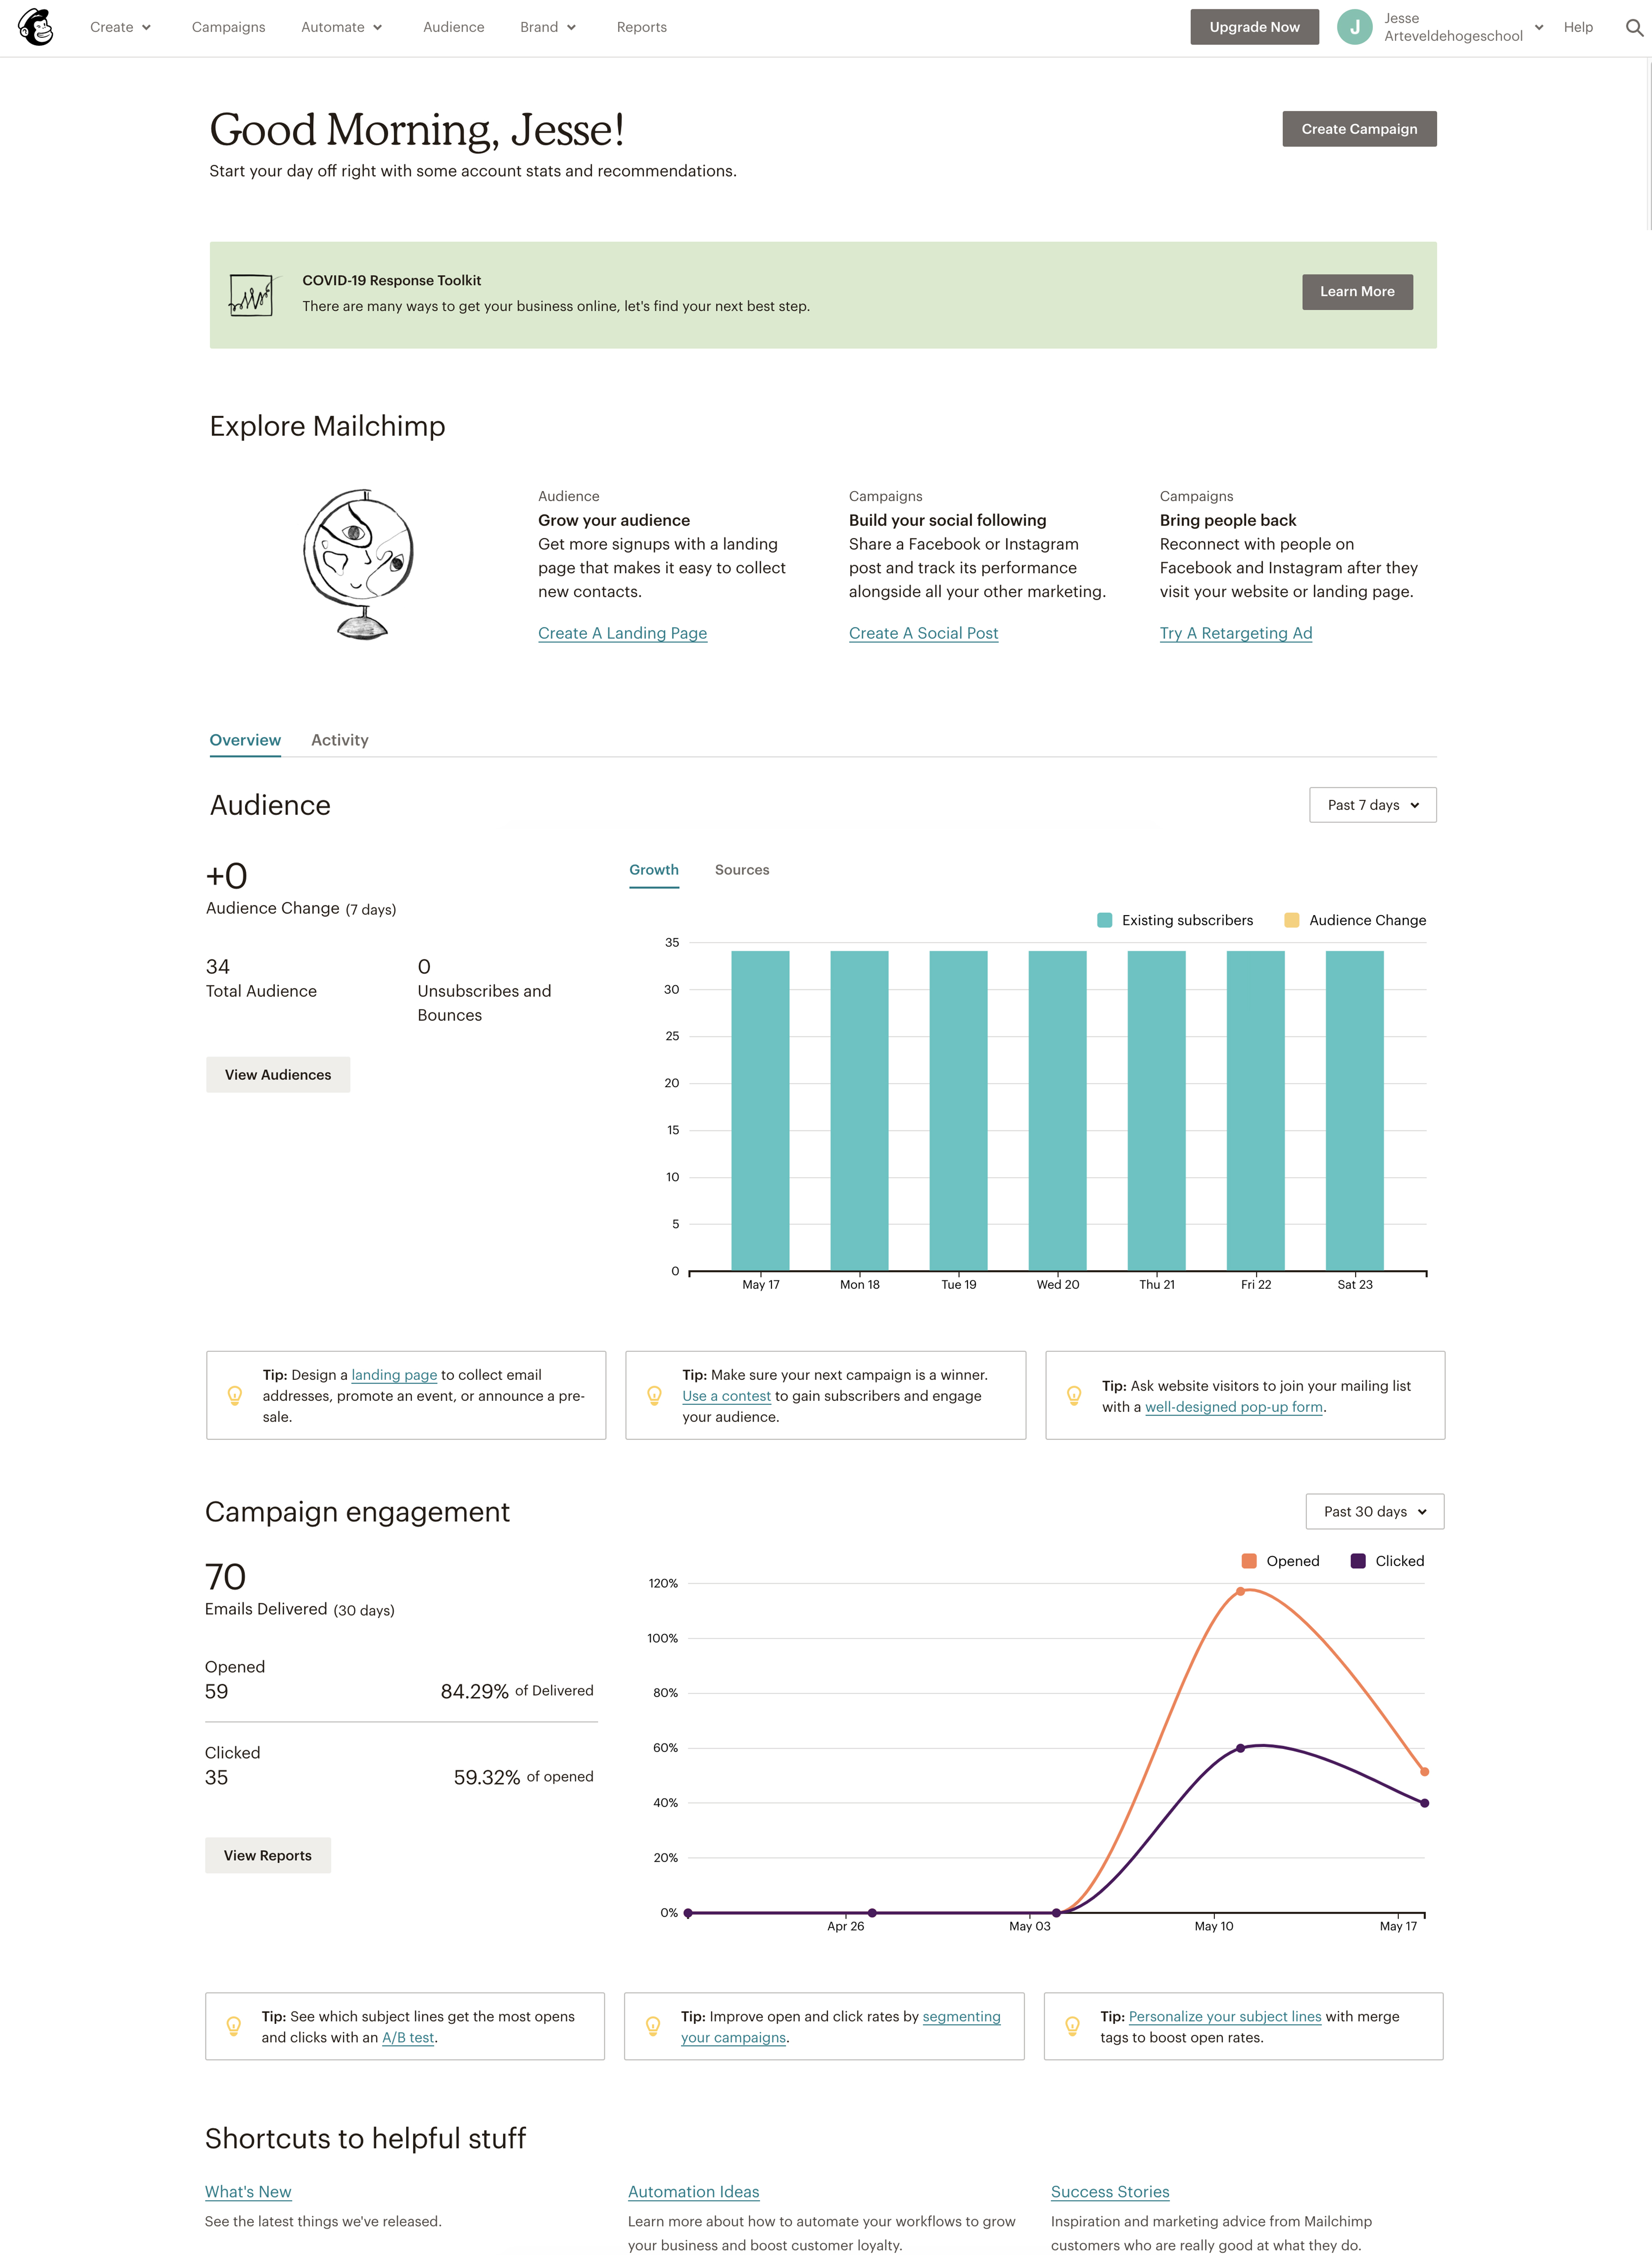 Create
Campaigns
Automate
Audience
Brand
Reports
Upgrade Now
J
Jesse
Arteveldehogeschool
Help
Good Morning, Jesse!
Create Campaign
Start your day off right with some account stats and recommendations.
COVID-19 Response Toolkit
There are many ways to get your business online, let's find your next best step.
Learn More
Explore Mailchimp
Audience
Grow your audience
Get more signups with a landing
page that makes it easy to collect
new contacts.
Create A Landing Page
Campaigns
Build your social following
Share a Facebook or Instagram
post and track its performance
alongside all your other marketing.
Create A Social Post
Campaigns
Bring people back
Reconnect with people on
Facebook and Instagram after they
visit your website or landing page.
Try A Retargeting Ad
Overview
Activity
Audience
Past 7 days
+0
Audience Change (7 days)
34
Total Audience
0
Unsubscribes and
Bounces
View Audiences
Growth
Sources
Existing subscribers
Audience Change
35
30
25
20
15
10
5
0
May 17
Mon 18
Tue 19
Wed 20
Thu 21
Fri 22
Sat 23
Tip: Design a landing page to collect email
addresses, promote an event, or announce a pre-
sale.
Tip: Make sure your next campaign is a winner.
Use a contest to gain subscribers and engage
your audience.
Tip: Ask website visitors to join your mailing list
with a well-designed pop-up form.
Campaign engagement
Past 30 days
70
Emails Delivered (30 days)
Opened
59
84.29% of Delivered
Clicked
35
59.32% of opened
View Reports
Opened
Clicked
120%
100%
80%
60%
40%
20%
0%
Apr 26
May 03
May 10
May 17
Tip: See which subject lines get the most opens
and clicks with an A/B test.
Tip: Improve open and click rates by segmenting
your campaigns.
Tip: Personalize your subject lines with merge
tags to boost open rates.
Shortcuts to helpful stuff
What's New
See the latest things we've released.
Automation Ideas
Learn more about how to automate your workflows to grow
your business and boost customer loyalty.
Success Stories
Inspiration and marketing advice from Mailchimp
customers who are really good at what they do.